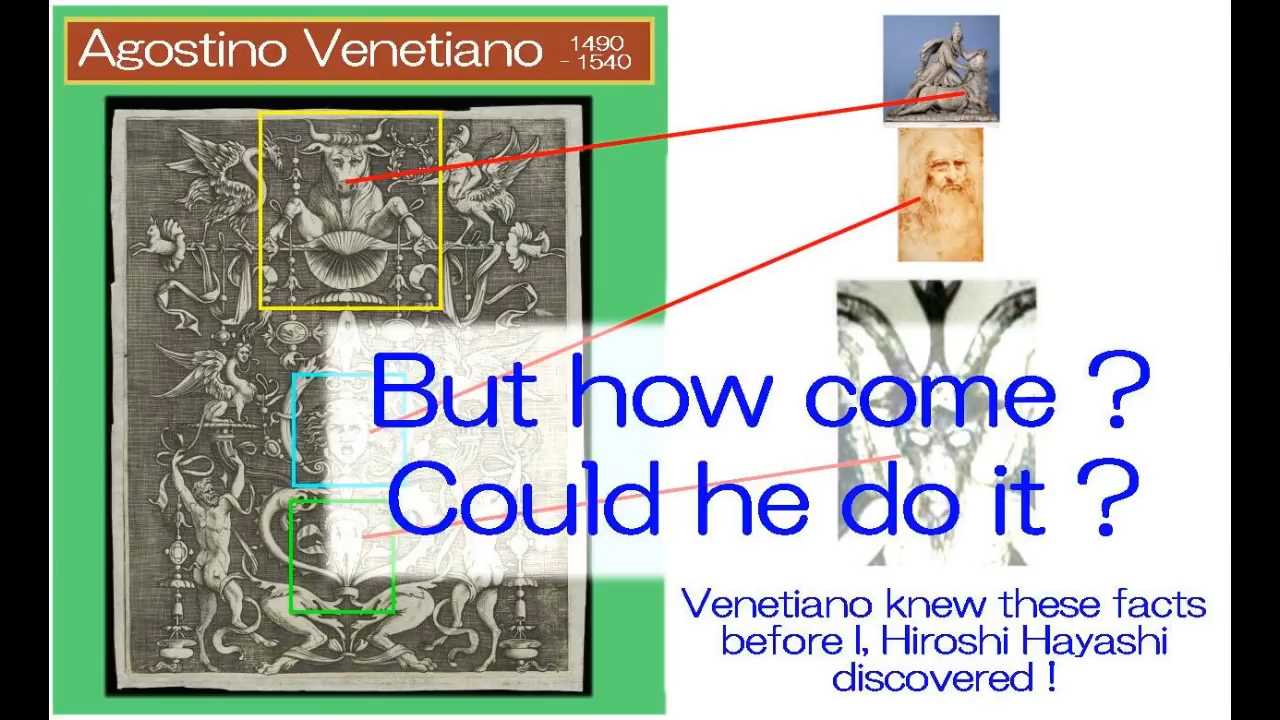 Agostino Venetiano
1490
- 1540
But how come ?
Could he do it ?
Venetiano knew these facts
before I, Hiroshi Hayashi
discovered !